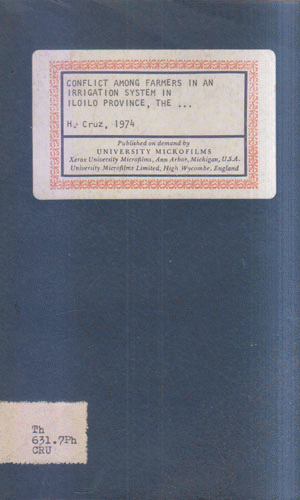 CONFLICT AMONG FARMERS IN AN
IRRIGATION SYSTEM IN
ILOILO PROVINCE, THE ...
H. Cruz, 1974
Published on demand by
UNIVERSITY MICROFILMS
Xerox University Microfilms, Ann Arbor, Michigan, U.S.A.
University Microfilms Limited, High Wycombe, England
Th
631.7Ph
CRU